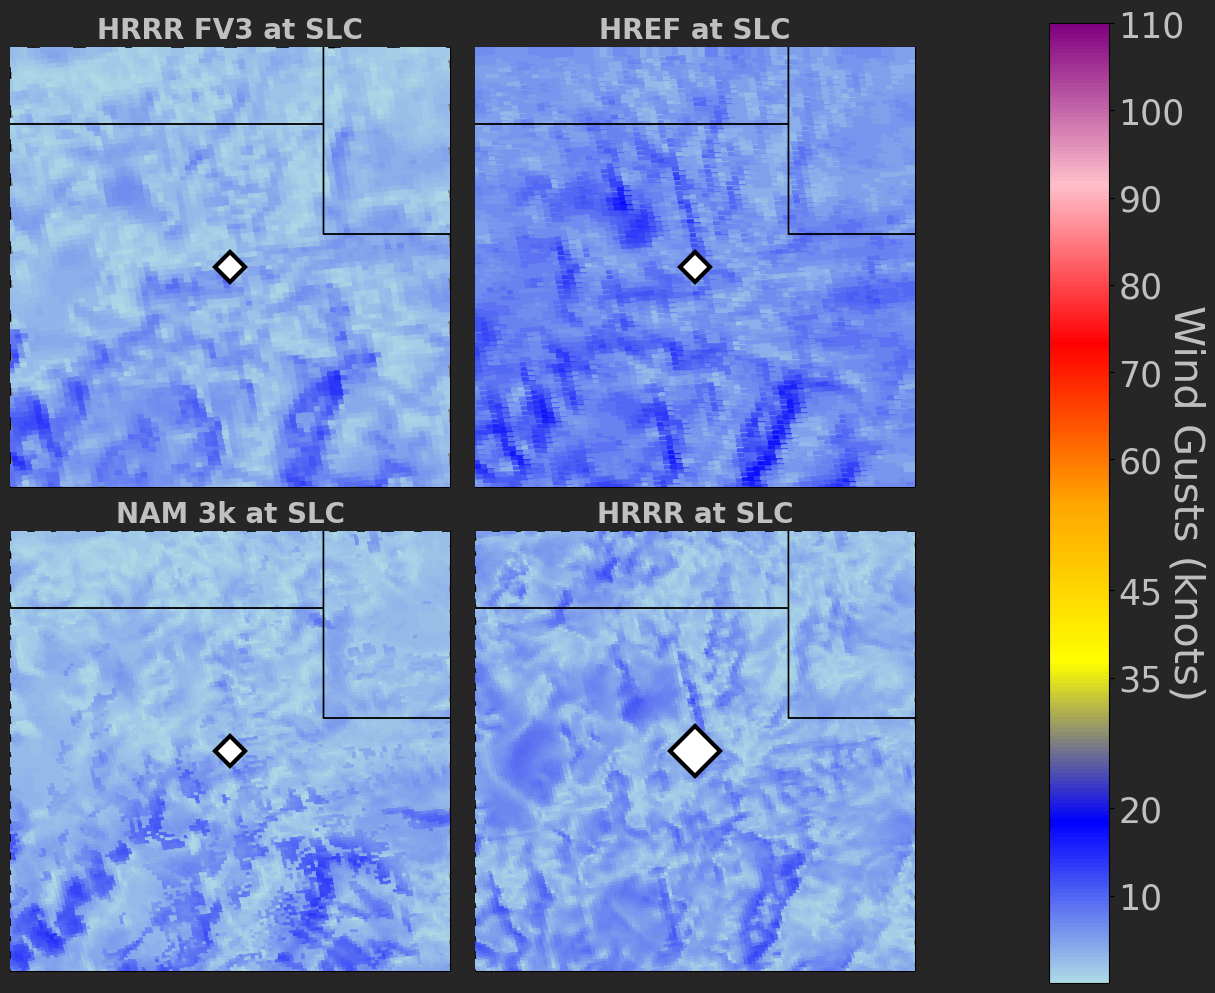 HRRR FV3 at SLC
HREF at SLC
NAM 3k at SLC
HRRR at SLC
110
100
90
80
70
60
45
35
20
10
Wind Gusts (knots)